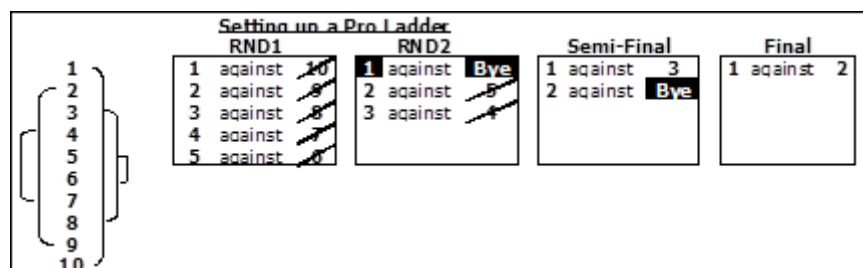 Setting up a Pro Ladder
RND1
1 against 10
2 against 9
3 against 8
4 against 7
5 against 6
RND2
1 against Bye
2 against 5
3 against 4
Semi-Final
1 against 3
2 against Bye
Final
1 against 2
1
2
3
4
5
6
7
8
9
10